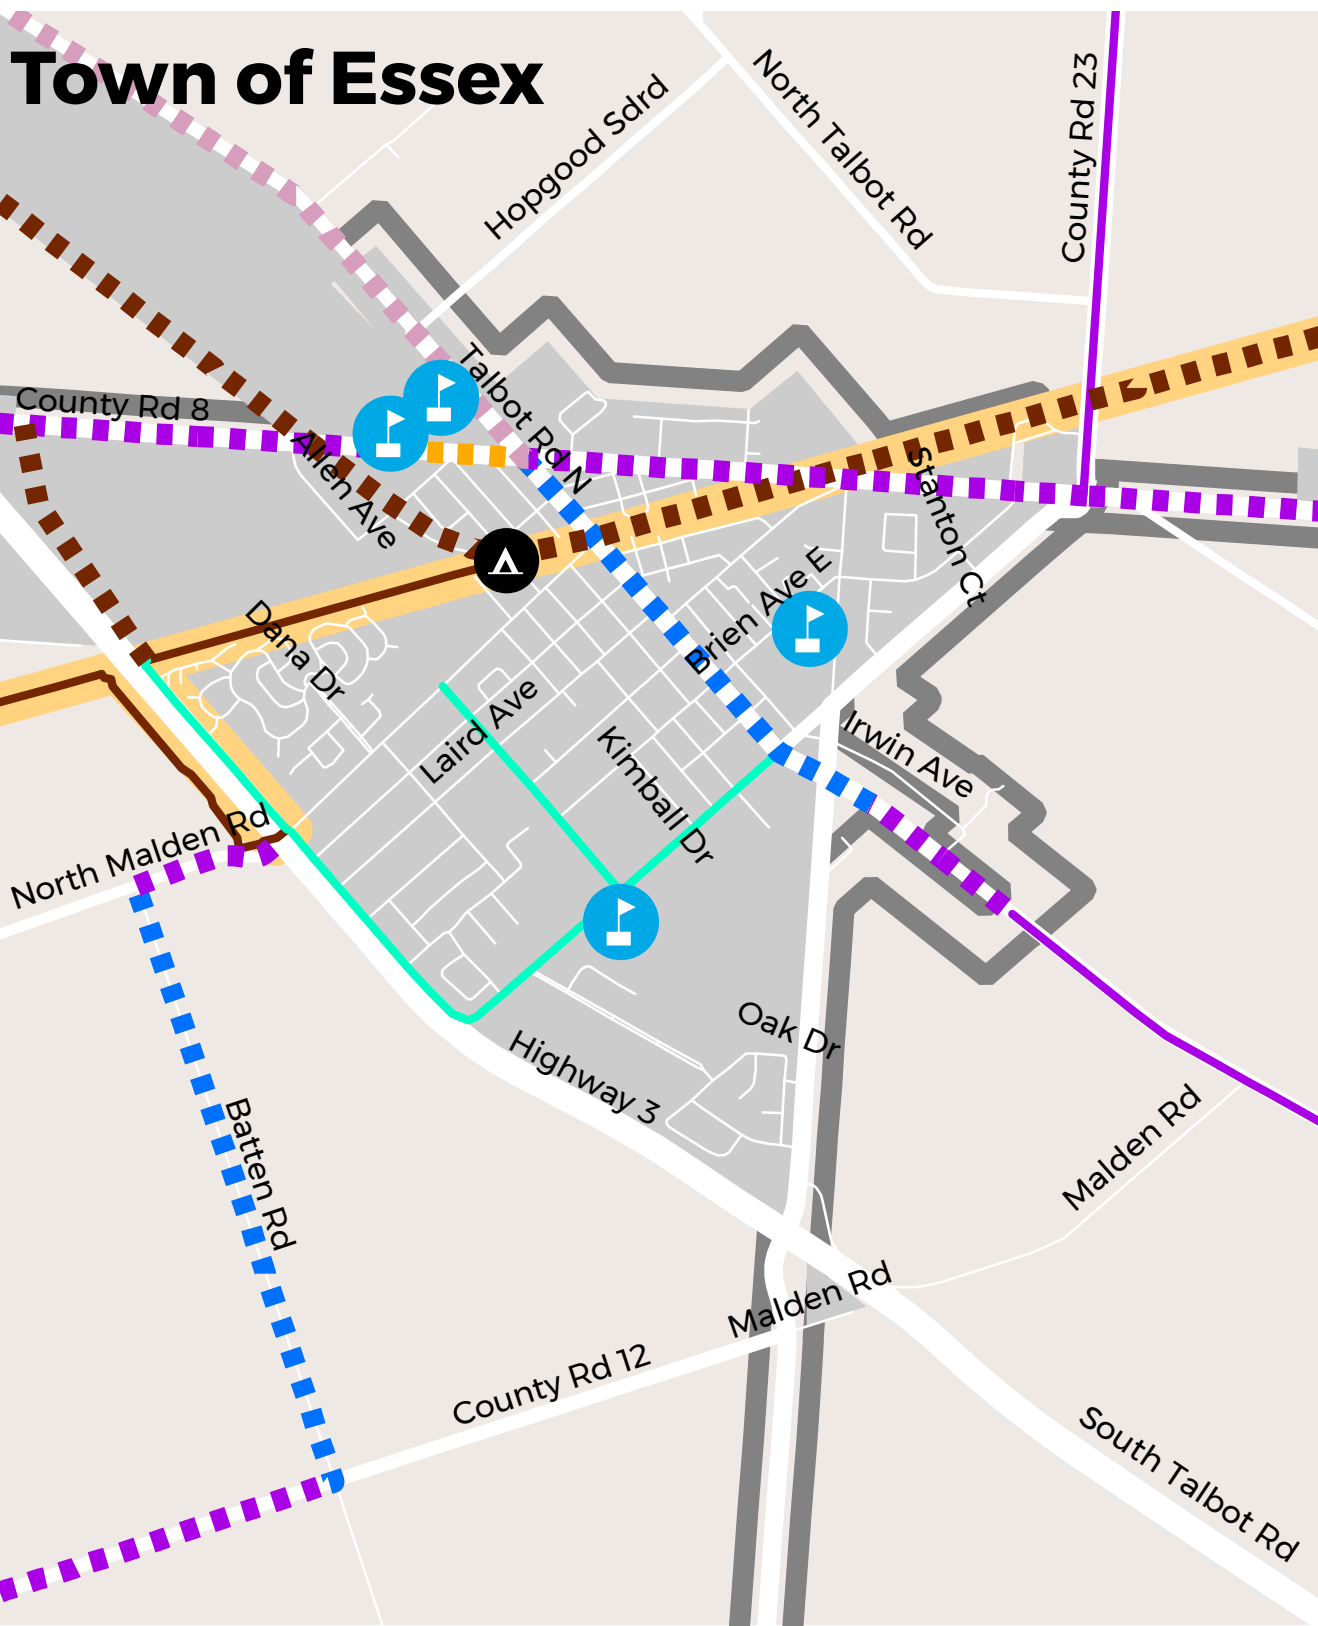 Town of Essex
Hopgood Sdrd
North Talbot Rd
County Rd 23
County Rd 8
Talbot Rd N
Allen Ave
Stanton Ct
Brien Ave E
Dana Dr
Laird Ave
Kimball Dr
Irwin Ave
North Malden Rd
Oak Dr
Highway 3
Batten Rd
Malden Rd
Malden Rd
County Rd 12
South Talbot Rd